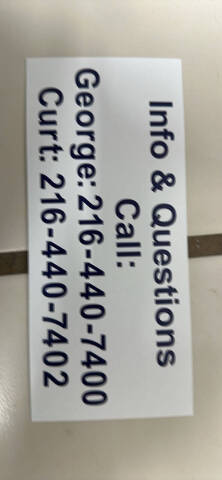 Info & Questions
Call:
George: 216-440-7400
Curt: 216-440-7402